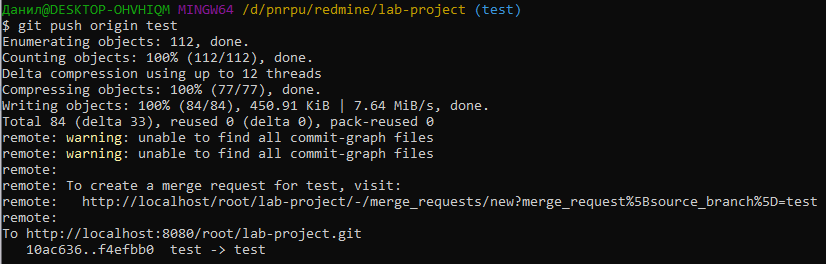 Данил@DESKTOP-OHVHIQM MINGW64 /d/pnrpu/redmine/lab-project (test)
$ git push origin test
Enumerating objects: 112, done.
Counting objects: 100% (112/112), done.
Delta compression using up to 12 threads
Compressing objects: 100% (77/77), done.
Writing objects: 100% (84/84), 450.91 KiB | 7.64 MiB/s, done.
Total 84 (delta 33), reused 0 (delta 0), pack-reused 0
remote: warning: unable to find all commit-graph files
remote: warning: unable to find all commit-graph files
remote:
remote: To create a merge request for test, visit:
remote:   http://localhost/root/lab-project/-/merge_requests/new?merge_request%5Bsource_branch%5D=test
remote:
To http://localhost:8080/root/lab-project.git
   10ac636..f4efbb0  test -> test